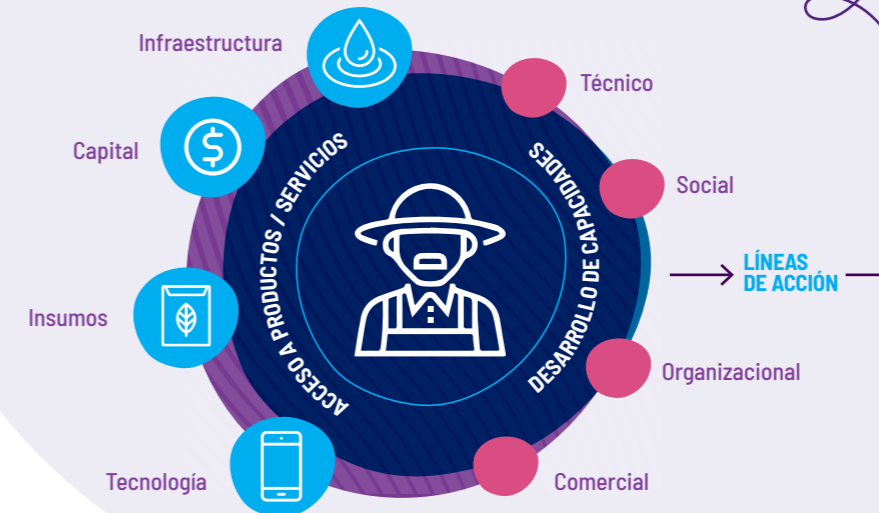 Infraestructura
Técnico
Capital
Social
ACCESO A PRODUCTOS / SERVICIOS
DESARROLLO DE CAPACIDADES
LÍNEAS
DE ACCIÓN
Insumos
Organizacional
Tecnología
Comercial